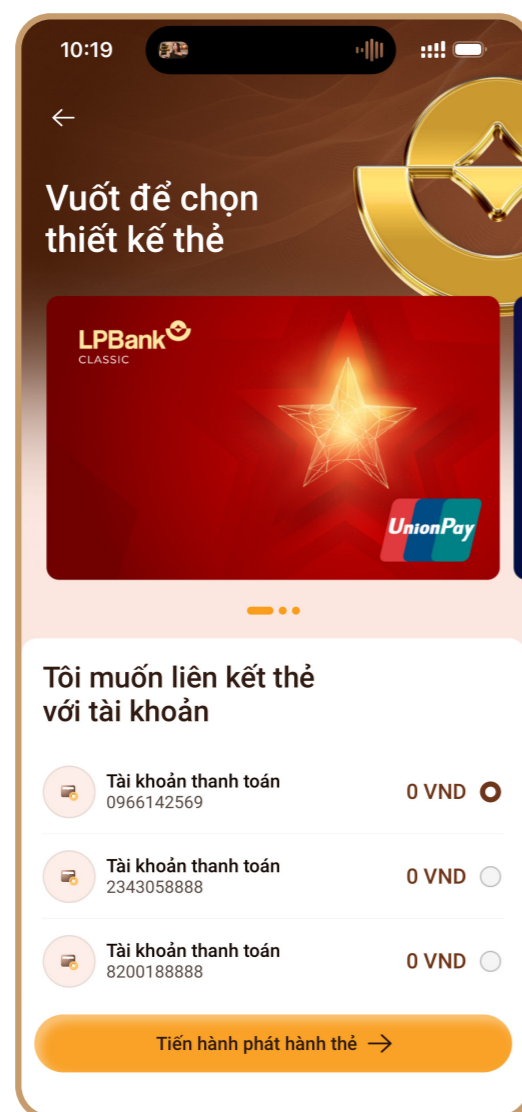 10:19
Vuốt để chọn
thiết kế thẻ
LPBank
CLASSIC
UnionPay
Tôi muốn liên kết thẻ
với tài khoản
Tài khoản thanh toán
0966142569
0 VND
Tài khoản thanh toán
2343058888
0 VND
Tài khoản thanh toán
8200188888
0 VND
Tiến hành phát hành thẻ →